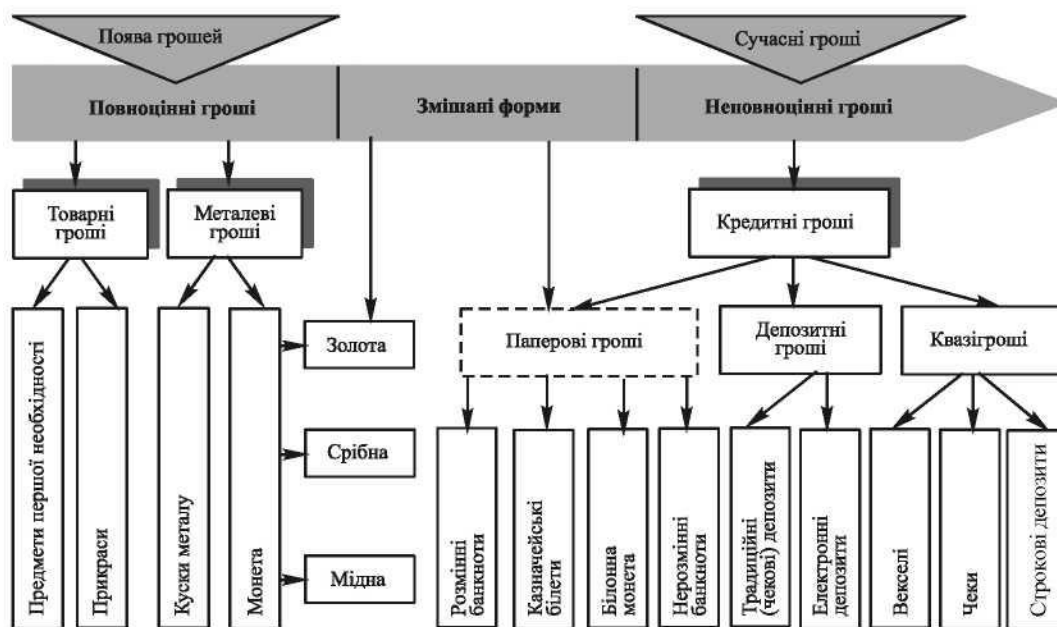 Поява грошей
Сучасні гроші
Повноцінні гроші
Змішані форми
Неповноцінні гроші
Товарні
гроші
Металеві
гроші
Кредитні гроші
Предмети першої необхідності
Прикраси
Куски металу
Монета
Золота
Срібна
Мідна
Паперові гроші
Депозитні
гроші
Квазігроші
Розмінні
банкноти
Казначейські
білети
Білонна
монета
Нерозмінні
банкноти
Традиційні
(чекові) депозити
Електронні
депозити
Векселі
Чеки
Строкові депозити